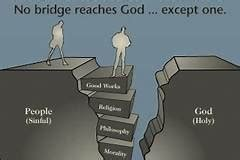 No bridge reaches God ... except one.
Good Works
Religion
Philosophy
Morality
People
(Sinful)
God
(Holy)